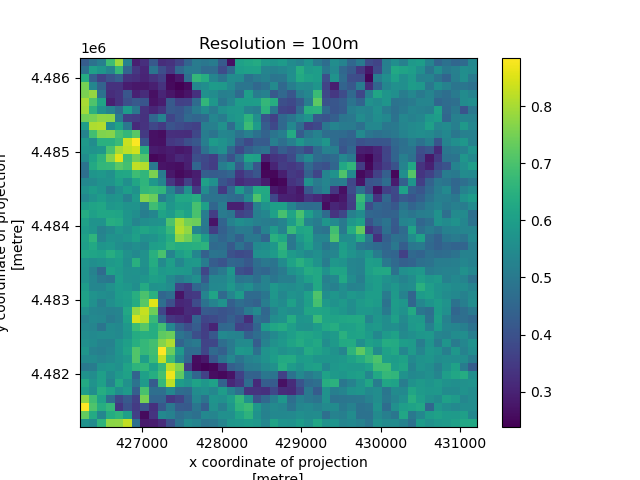 Resolution = 100m
1e6
4.486
4.485
4.484
4.483
4.482
y coordinate of projection
[metre]
427000 428000 429000 430000 431000
x coordinate of projection
[metre]
0.8
0.7
0.6
0.5
0.4
0.3